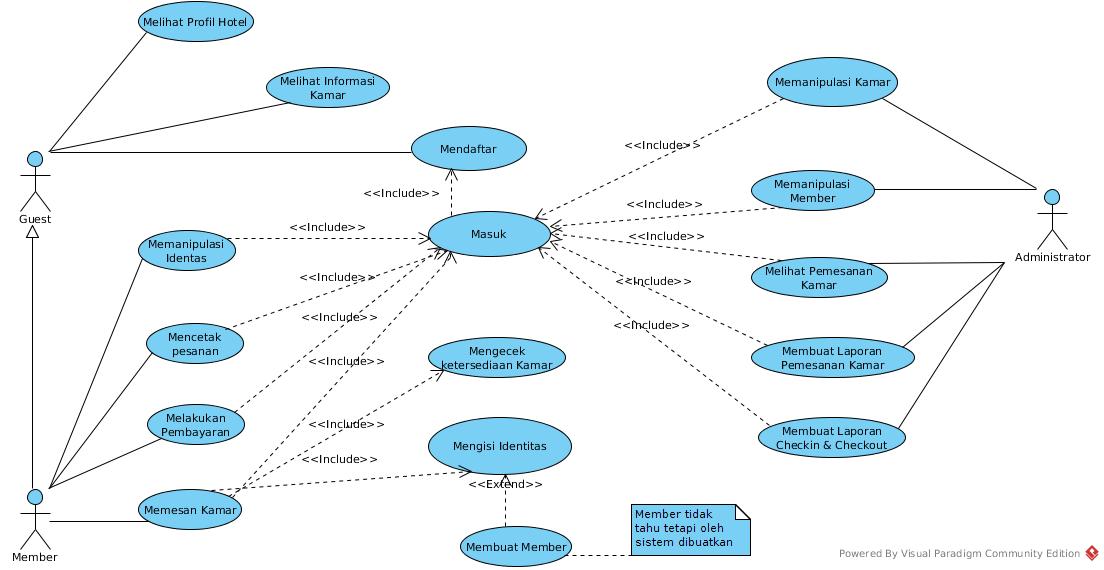 Melihat Profil Hotel
Melihat Informasi
Kamar
Memanipulasi Kamar
Mendaftar
<<Include>>
Guest
<<Include>>
Memanipulasi
Member
<<Include>>
Masuk
<<Include>>
Memanipulasi
Identas
<<Include>>
Administrator
Melihat Pemesanan
Kamar
<<Include>>
<<Include>>
<<Include>>
<<Include>>
Mencetak
pesanan
Mengecek
ketersediaan Kamar
<<Include>>
Membuat Laporan
Pemesanan Kamar
Melakukan
Pembayaran
<<Include>>
Mengisi Identitas
Membuat Laporan
Checkin & Checkout
<<Include>>
<<Extend>>
Memesan Kamar
Member
Membuat Member
Member tidak
tahu tetapi oleh
sistem dibuatkan
Powered By Visual Paradigm Community Edition